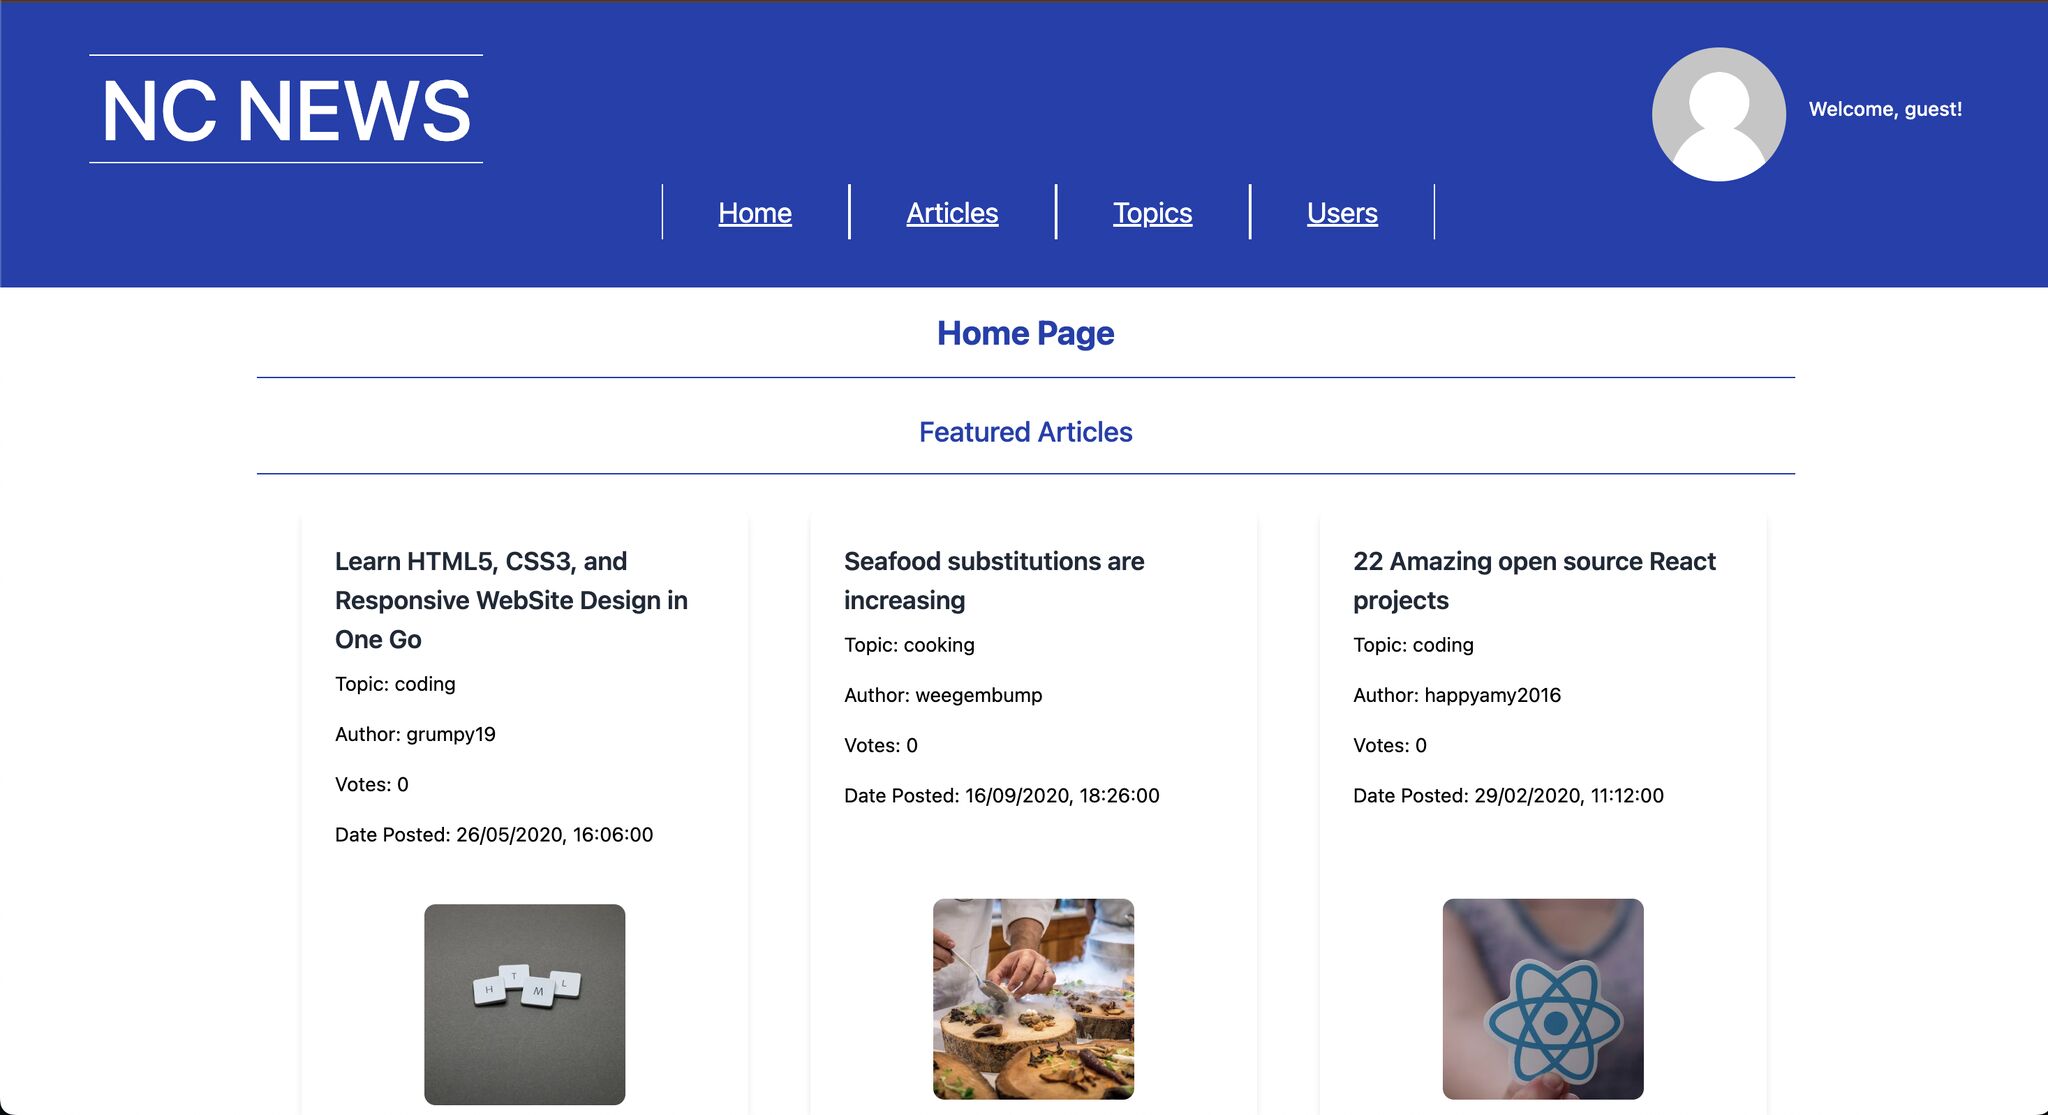 NC NEWS
Welcome, guest!
Home
Articles
Topics
Users
Home Page
Featured Articles
Learn HTML5, CSS3, and
Responsive WebSite Design in
One Go
Topic: coding
Author: grumpy19
Votes: 0
Date Posted: 26/05/2020, 16:06:00
H
T
M
L
Seafood substitutions are
increasing
Topic: cooking
Author: weegembump
Votes: 0
Date Posted: 16/09/2020, 18:26:00
22 Amazing open source React
projects
Topic: coding
Author: happyamy2016
Votes: 0
Date Posted: 29/02/2020, 11:12:00